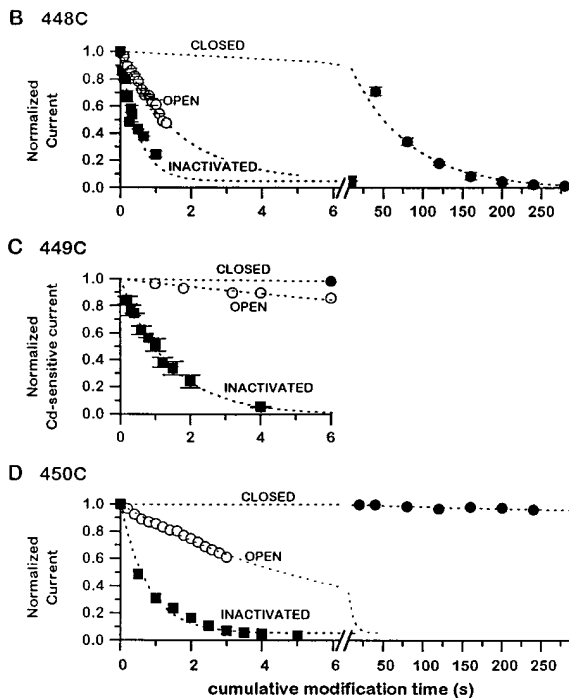 B 448C
Normalized Current
1.0
0.8
0.6
0.4
0.2
0.0
CLOSED
OPEN
INACTIVATED
0 2 4 6 50 100 150 200 250
C 449C
Normalized Cd-sensitive current
1.0
0.8
0.6
0.4
0.2
0.0
CLOSED
OPEN
INACTIVATED
0 2 4 6
D 450C
Normalized Current
1.0
0.8
0.6
0.4
0.2
0.0
CLOSED
OPEN
INACTIVATED
0 2 4 6 50 100 150 200 250
cumulative modification time (s)